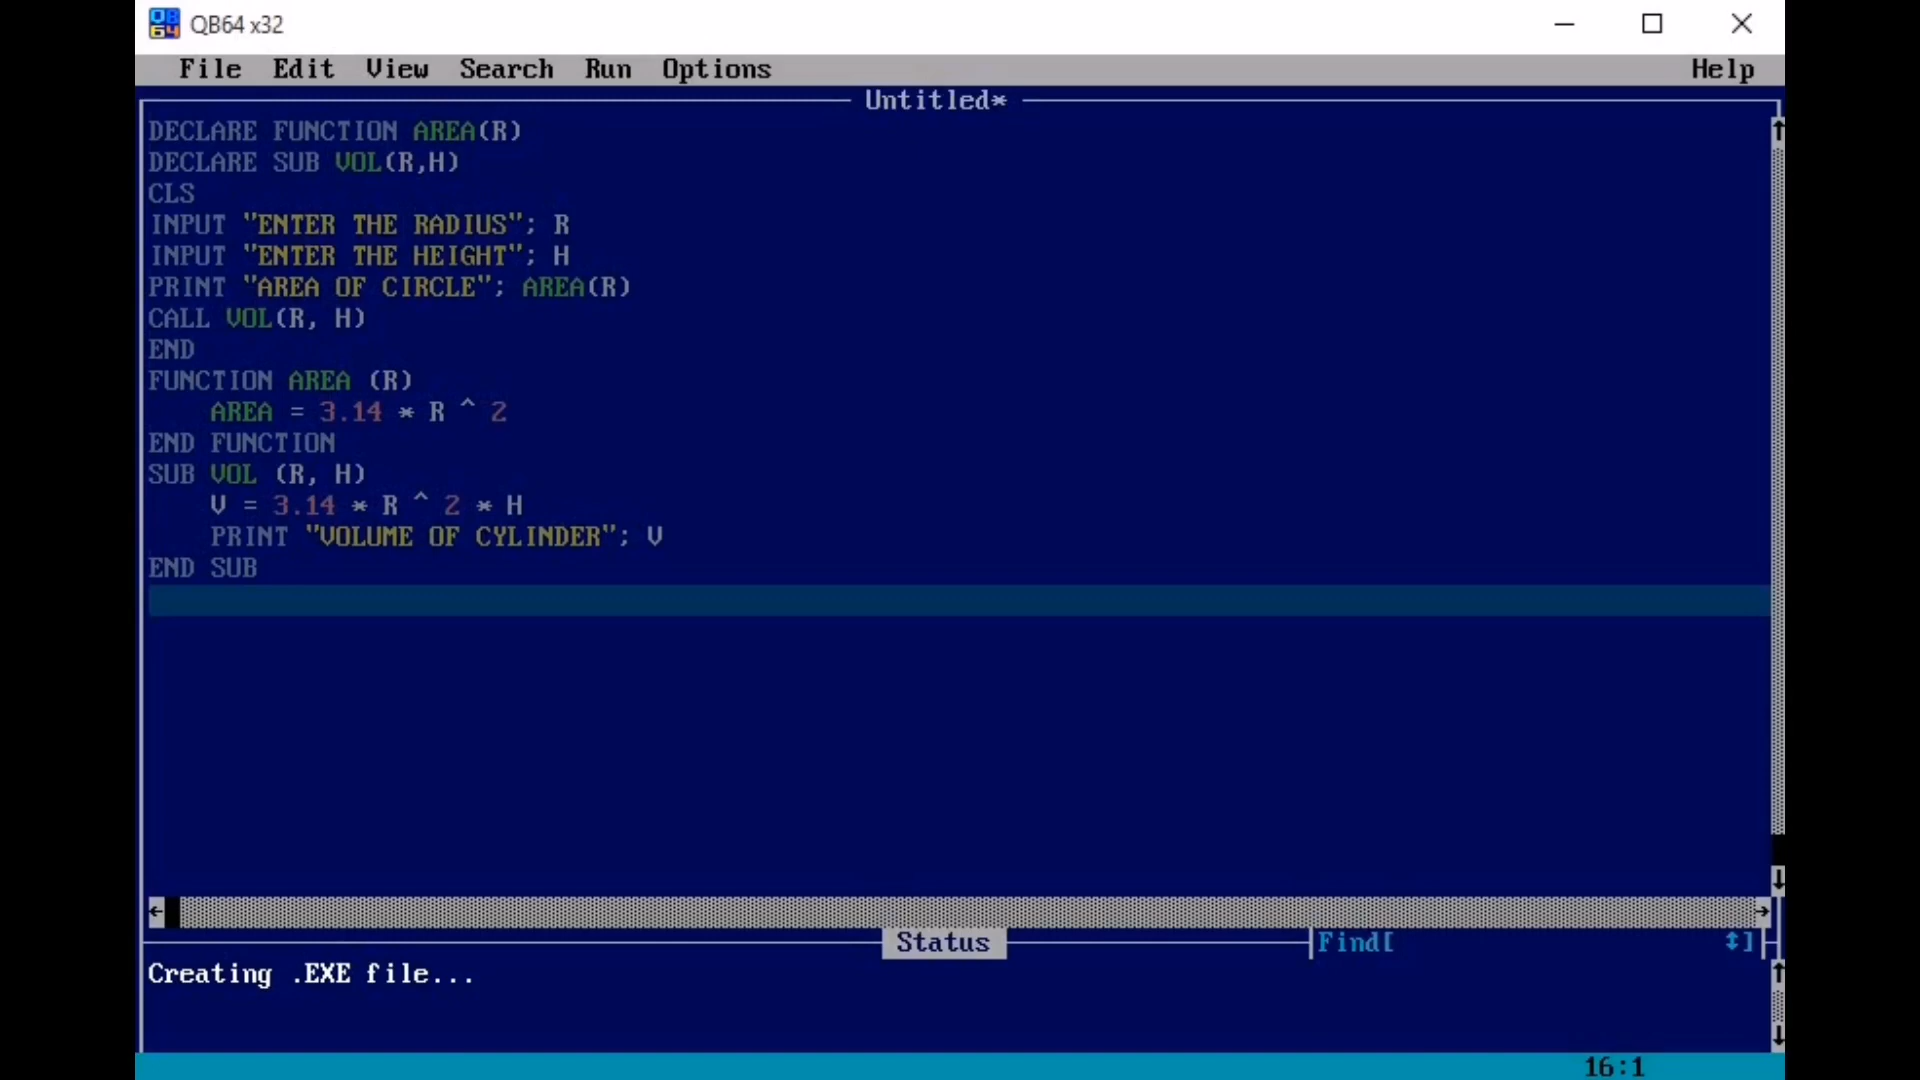 QB64 x32
File Edit View Search Run Options Help
Untitled*
DECLARE FUNCTION AREA(R)
DECLARE SUB VOL(R,H)
CLS
INPUT "ENTER THE RADIUS"; R
INPUT "ENTER THE HEIGHT"; H
PRINT "AREA OF CIRCLE"; AREA(R)
CALL VOL(R, H)
END
FUNCTION AREA (R)
    AREA = 3.14 * R ^ 2
END FUNCTION
SUB VOL (R, H)
    V = 3.14 * R ^ 2 * H
    PRINT "VOLUME OF CYLINDER"; V
END SUB
Status Find[ ]
Creating .EXE file...
16:1